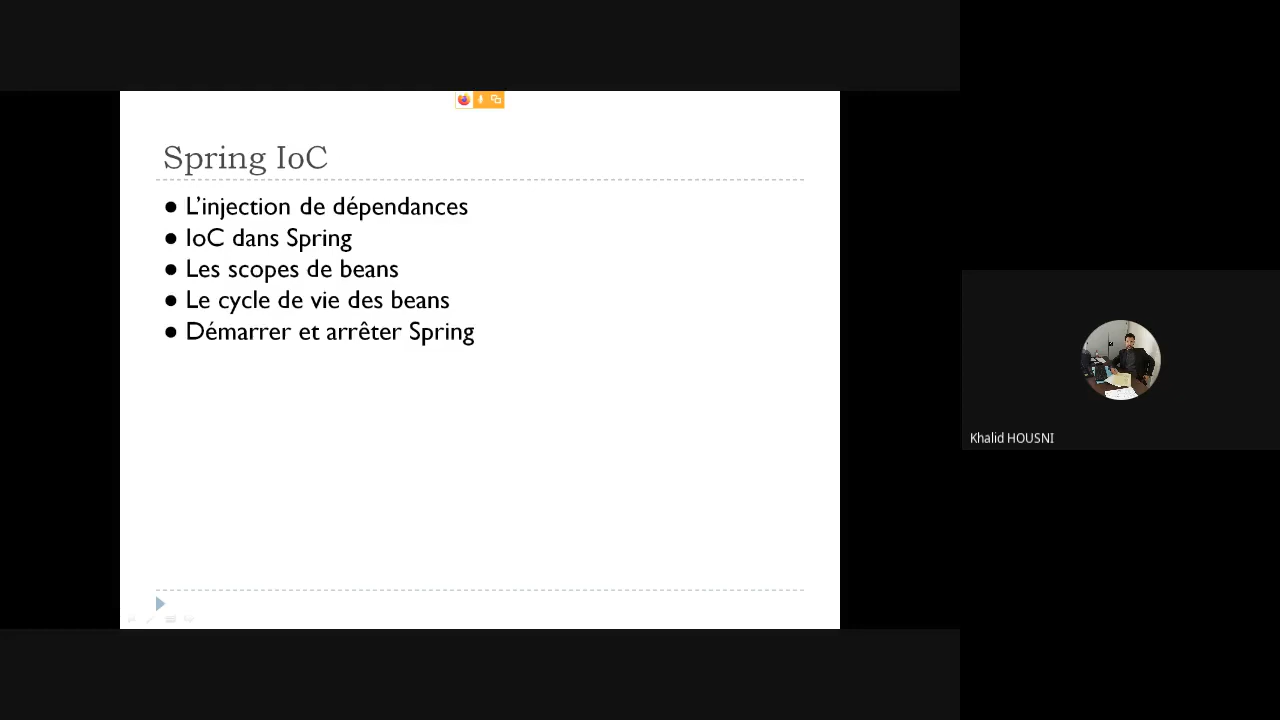 Spring IoC
● L'injection de dépendances
● IoC dans Spring
● Les scopes de beans
● Le cycle de vie des beans
● Démarrer et arrêter Spring
Khalid HOUSNI